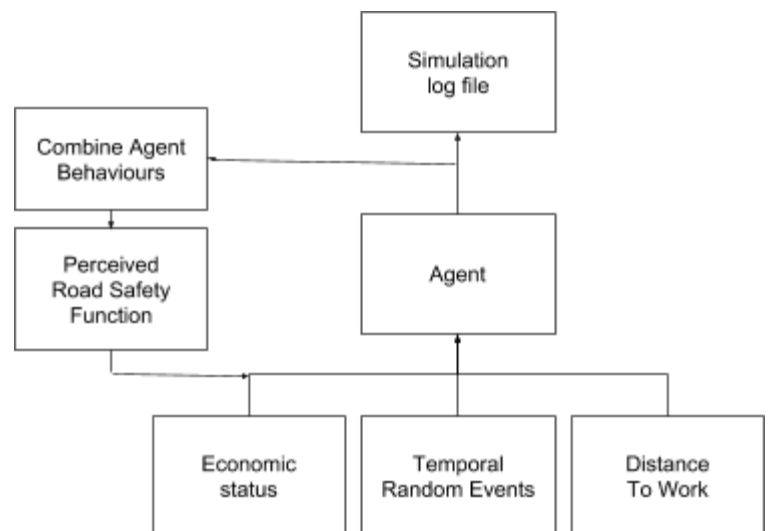 Simulation
log file
Combine Agent
Behaviours
Perceived
Road Safety
Function
Agent
Economic
status
Temporal
Random Events
Distance
To Work